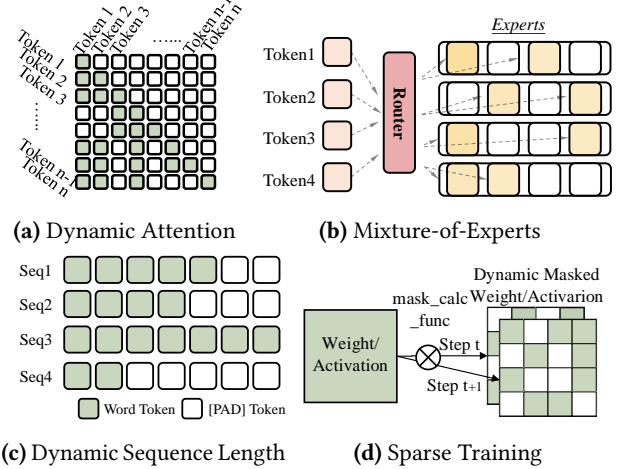 Token 1
Token 2
Token 3
......
Token n-1
Token n
Token 1
Token 2
Token 3
......
Token n-1
Token n
(a) Dynamic Attention
Experts
Token1
Token2
Token3
Token4
Router
(b) Mixture-of-Experts
Seq1
Seq2
Seq3
Seq4
Word Token
[PAD] Token
(c) Dynamic Sequence Length
Dynamic Masked
Weight/Activarion
mask_calc
_func
Weight/
Activation
Step t
Step t+1
(d) Sparse Training